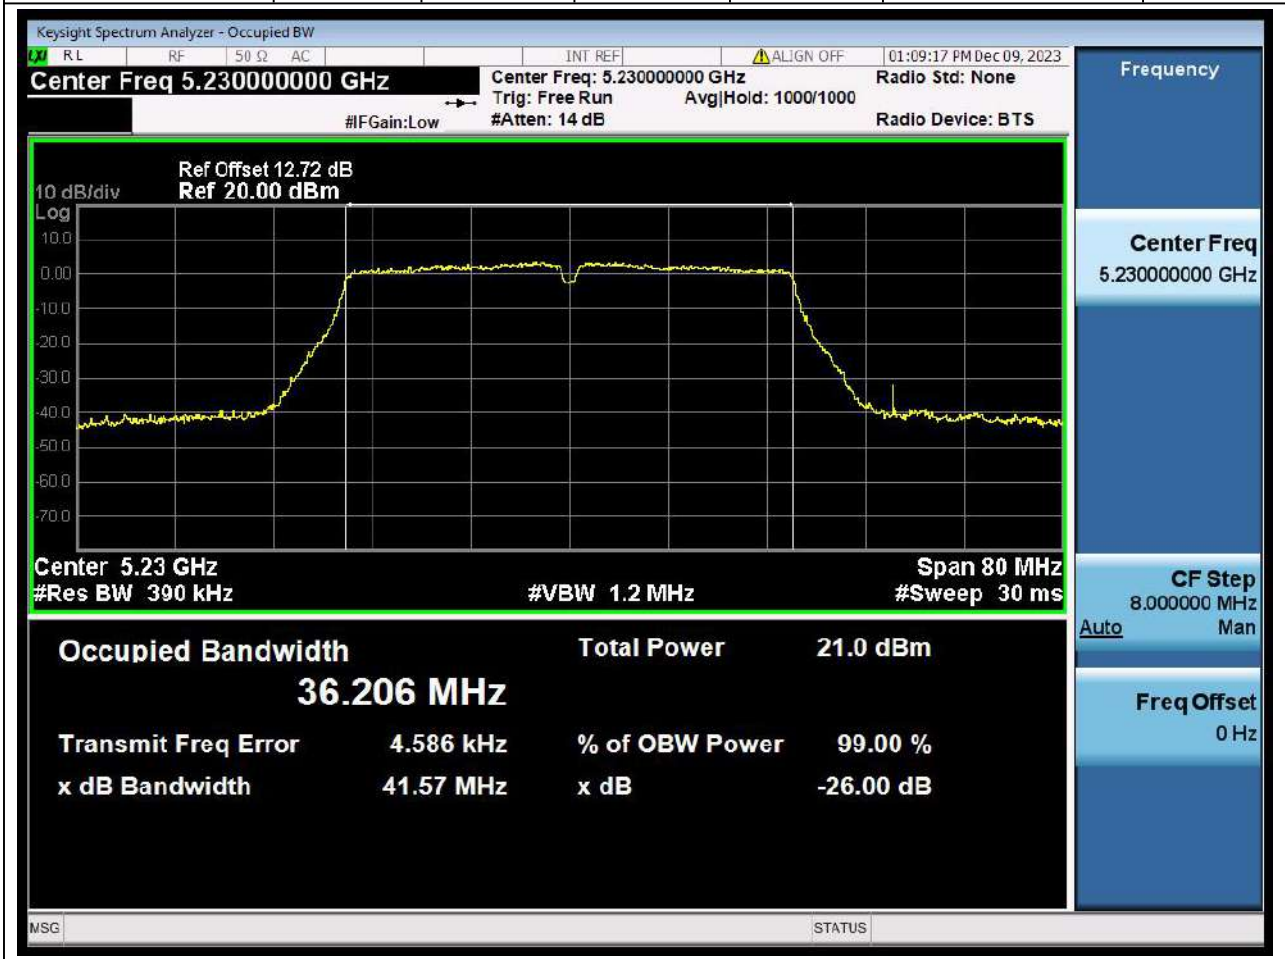 Keysight Spectrum Analyzer - Occupied BW
LXI RL RF 50 Ω AC INT REF ALIGN OFF 01:09:17 PM Dec 09, 2023
Center Freq 5.230000000 GHz
Center Freq: 5.230000000 GHz
Radio Std: None
Trig: Free Run Avg|Hold: 1000/1000
#IFGain:Low
#Atten: 14 dB
Radio Device: BTS
Ref Offset 12.72 dB
10 dB/div Ref 20.00 dBm
Log
10.0
0.00
-10.0
-20.0
-30.0
-40.0
-50.0
-60.0
-70.0
Center 5.23 GHz Span 80 MHz
#Res BW 390 kHz #VBW 1.2 MHz #Sweep 30 ms
Occupied Bandwidth Total Power 21.0 dBm
36.206 MHz
Transmit Freq Error 4.586 kHz % of OBW Power 99.00 %
x dB Bandwidth 41.57 MHz x dB -26.00 dB
MSG STATUS
Frequency
Center Freq
5.230000000 GHz
CF Step
8.000000 MHz
Auto Man
Freq Offset
0 Hz